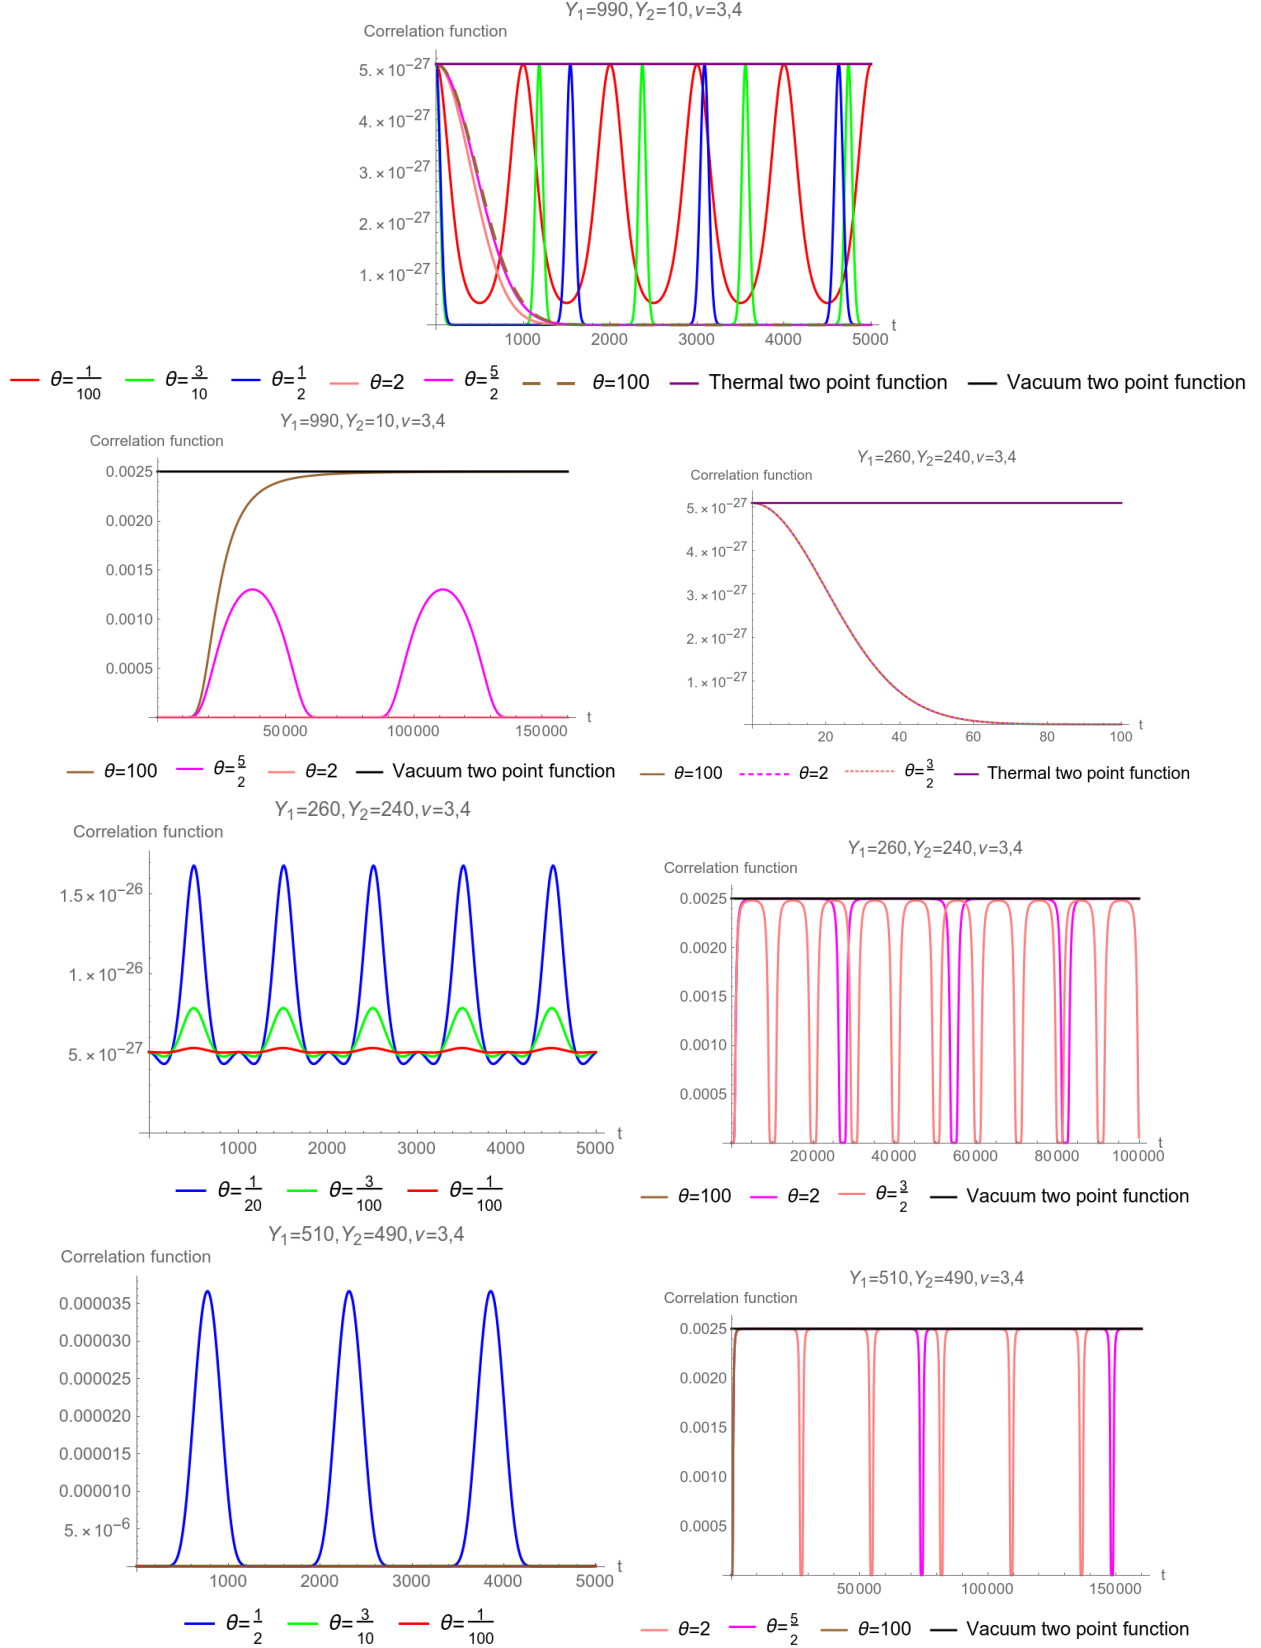 Y₁=990,Y₂=10,v=3,4
Correlation function
5.×10⁻²⁷
4.×10⁻²⁷
3.×10⁻²⁷
2.×10⁻²⁷
1.×10⁻²⁷
1000 2000 3000 4000 5000 t
θ=1/100 θ=3/10 θ=1/2 θ=2 θ=5/2 θ=100 Thermal two point function Vacuum two point function
Y₁=990,Y₂=10,v=3,4
Correlation function
0.0025
0.0020
0.0015
0.0010
0.0005
50000 100000 150000 t
θ=100 θ=5/2 θ=2 Vacuum two point function
Y₁=260,Y₂=240,v=3,4
Correlation function
5.×10⁻²⁷
4.×10⁻²⁷
3.×10⁻²⁷
2.×10⁻²⁷
1.×10⁻²⁷
20 40 60 80 100 t
θ=100 θ=2 θ=3/2 Thermal two point function
Y₁=260,Y₂=240,v=3,4
Correlation function
1.5×10⁻²⁶
1.×10⁻²⁶
5.×10⁻²⁷
1000 2000 3000 4000 5000 t
θ=1/20 θ=3/100 θ=1/100
Y₁=260,Y₂=240,v=3,4
Correlation function
0.0025
0.0020
0.0015
0.0010
0.0005
20000 40000 60000 80000 100000 t
θ=100 θ=2 θ=3/2 Vacuum two point function
Y₁=510,Y₂=490,v=3,4
Correlation function
0.000035
0.000030
0.000025
0.000020
0.000015
0.000010
5.×10⁻⁶
1000 2000 3000 4000 5000 t
θ=1/2 θ=3/10 θ=1/100
Y₁=510,Y₂=490,v=3,4
Correlation function
0.0025
0.0020
0.0015
0.0010
0.0005
50000 100000 150000 t
θ=2 θ=5/2 θ=100 Vacuum two point function